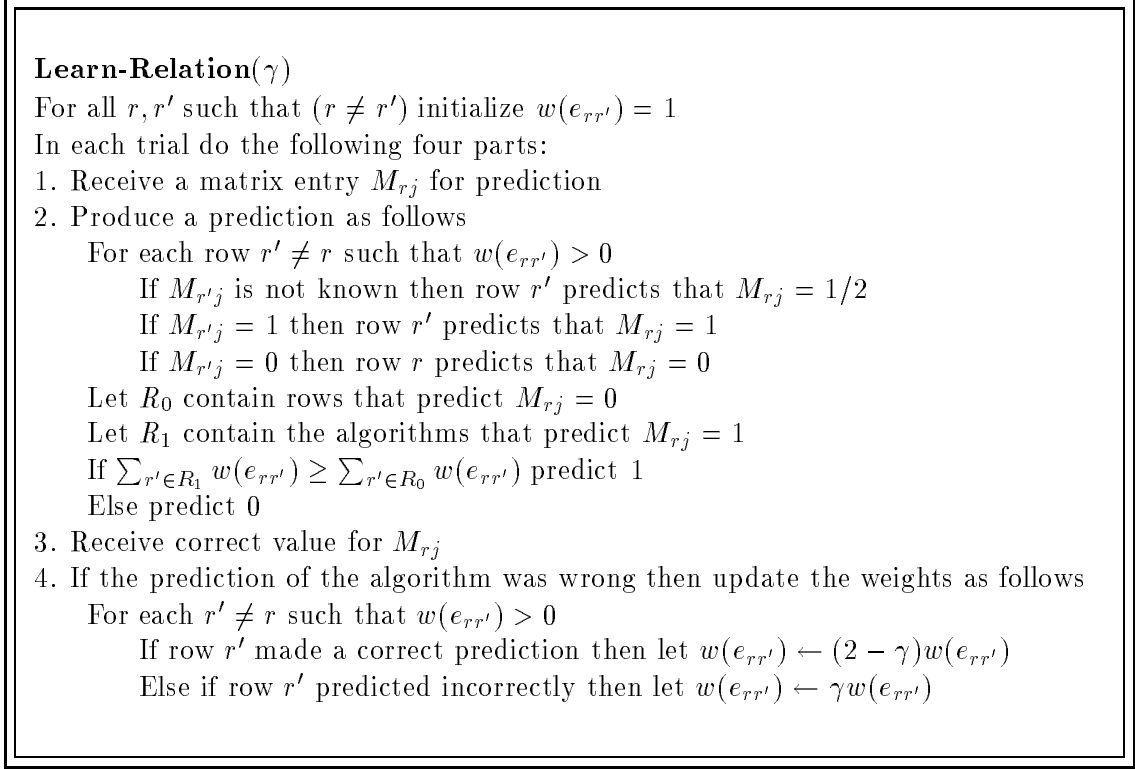 Learn-Relation(γ)
For all r, r′ such that (r ≠ r′) initialize w(e_{rr′}) = 1
In each trial do the following four parts:
1. Receive a matrix entry M_{rj} for prediction
2. Produce a prediction as follows
For each row r′ ≠ r such that w(e_{rr′}) > 0
If M_{r′j} is not known then row r′ predicts that M_{rj} = 1/2
If M_{r′j} = 1 then row r′ predicts that M_{rj} = 1
If M_{r′j} = 0 then row r predicts that M_{rj} = 0
Let R_0 contain rows that predict M_{rj} = 0
Let R_1 contain the algorithms that predict M_{rj} = 1
If ∑_{r′∈R_1} w(e_{rr′}) ≥ ∑_{r′∈R_0} w(e_{rr′}) predict 1
Else predict 0
3. Receive correct value for M_{rj}
4. If the prediction of the algorithm was wrong then update the weights as follows
For each r′ ≠ r such that w(e_{rr′}) > 0
If row r′ made a correct prediction then let w(e_{rr′}) ← (2 − γ)w(e_{rr′})
Else if row r′ predicted incorrectly then let w(e_{rr′}) ← γw(e_{rr′})